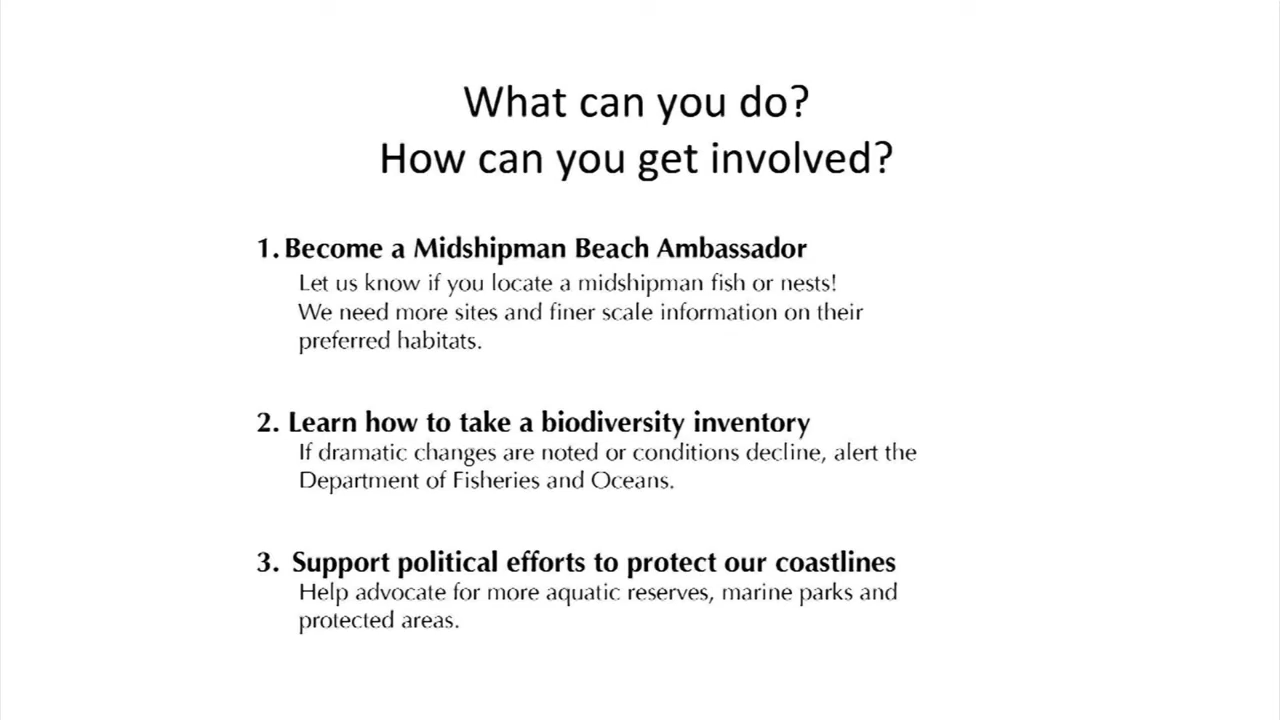 What can you do?
How can you get involved?
1. Become a Midshipman Beach Ambassador
Let us know if you locate a midshipman fish or nests!
We need more sites and finer scale information on their
preferred habitats.
2. Learn how to take a biodiversity inventory
If dramatic changes are noted or conditions decline, alert the
Department of Fisheries and Oceans.
3. Support political efforts to protect our coastlines
Help advocate for more aquatic reserves, marine parks and
protected areas.